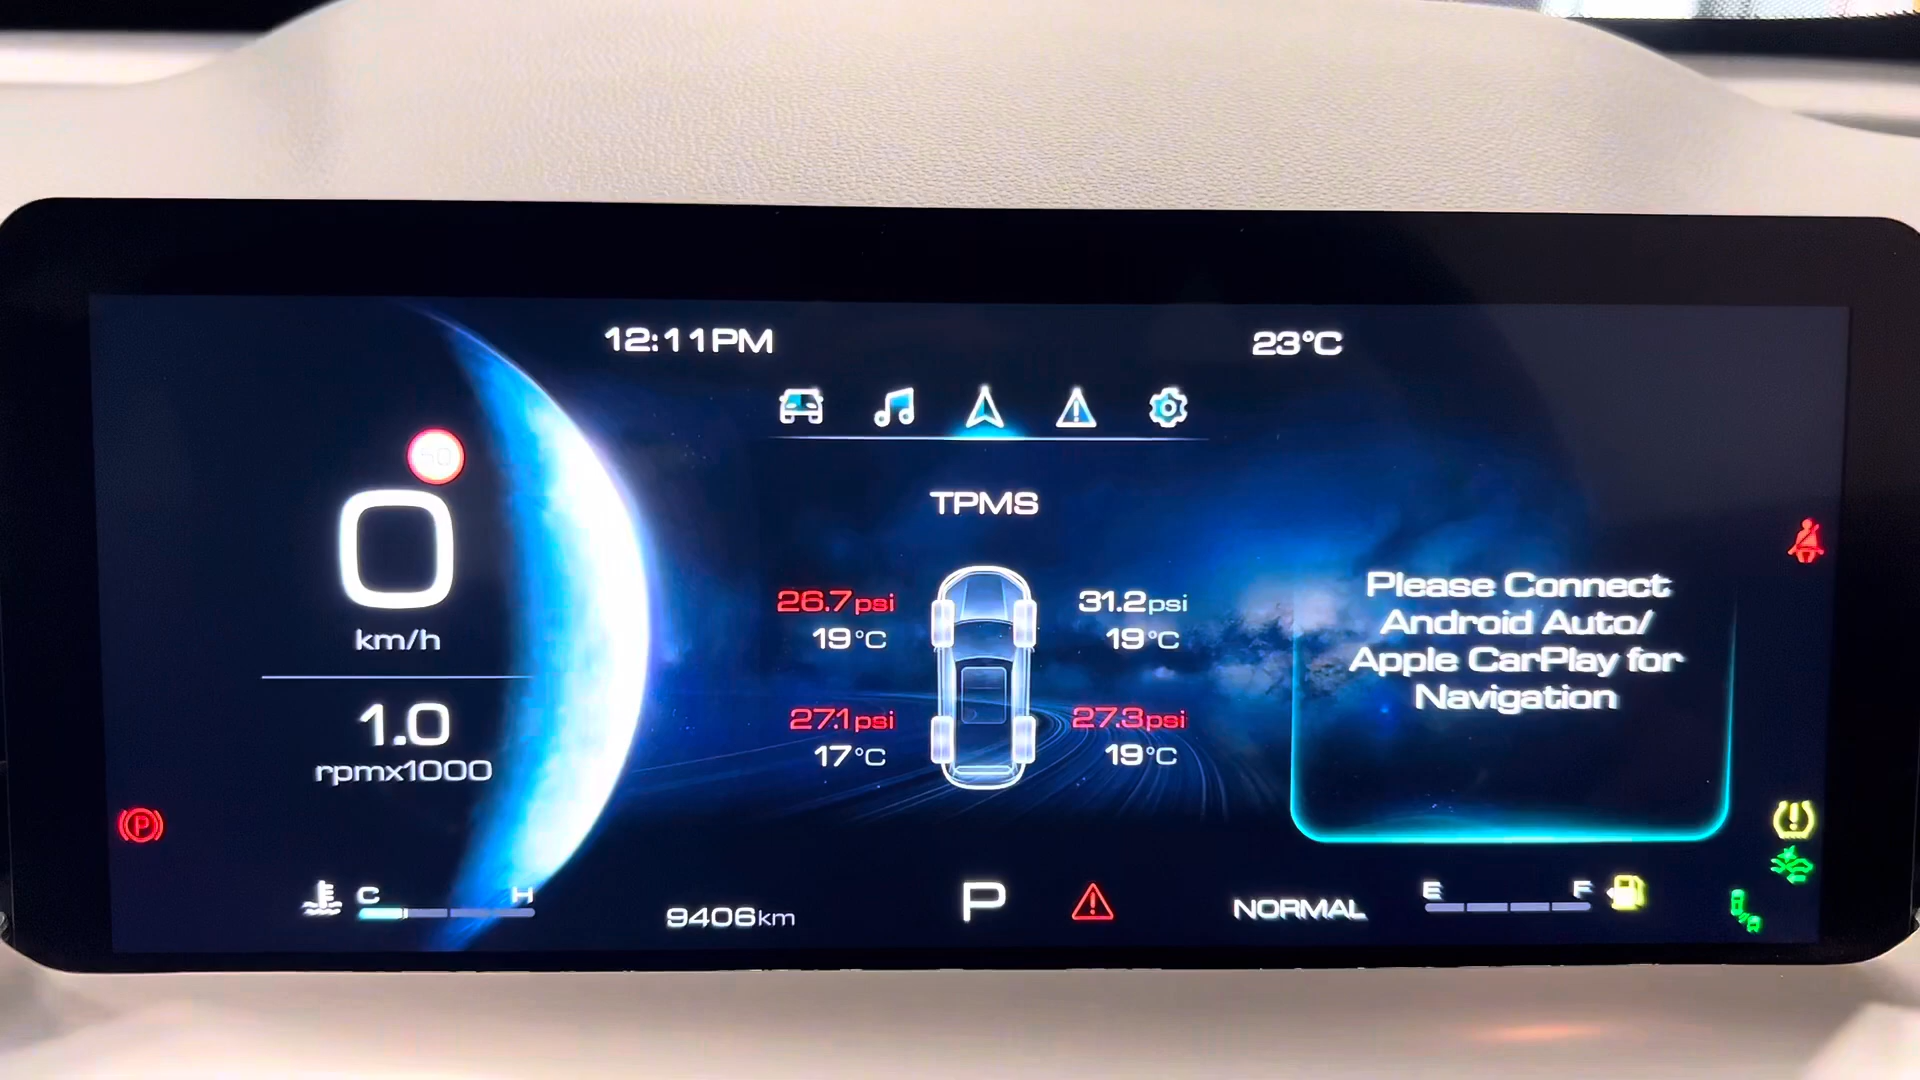 12:11PM
23°C
0
km/h
1.0
rpmx1000
TPMS
26.7psi
19°C
31.2psi
19°C
27.1psi
17°C
27.3psi
19°C
Please Connect
Android Auto/
Apple CarPlay for
Navigation
P
C
H
9406km
P
NORMAL
E
F